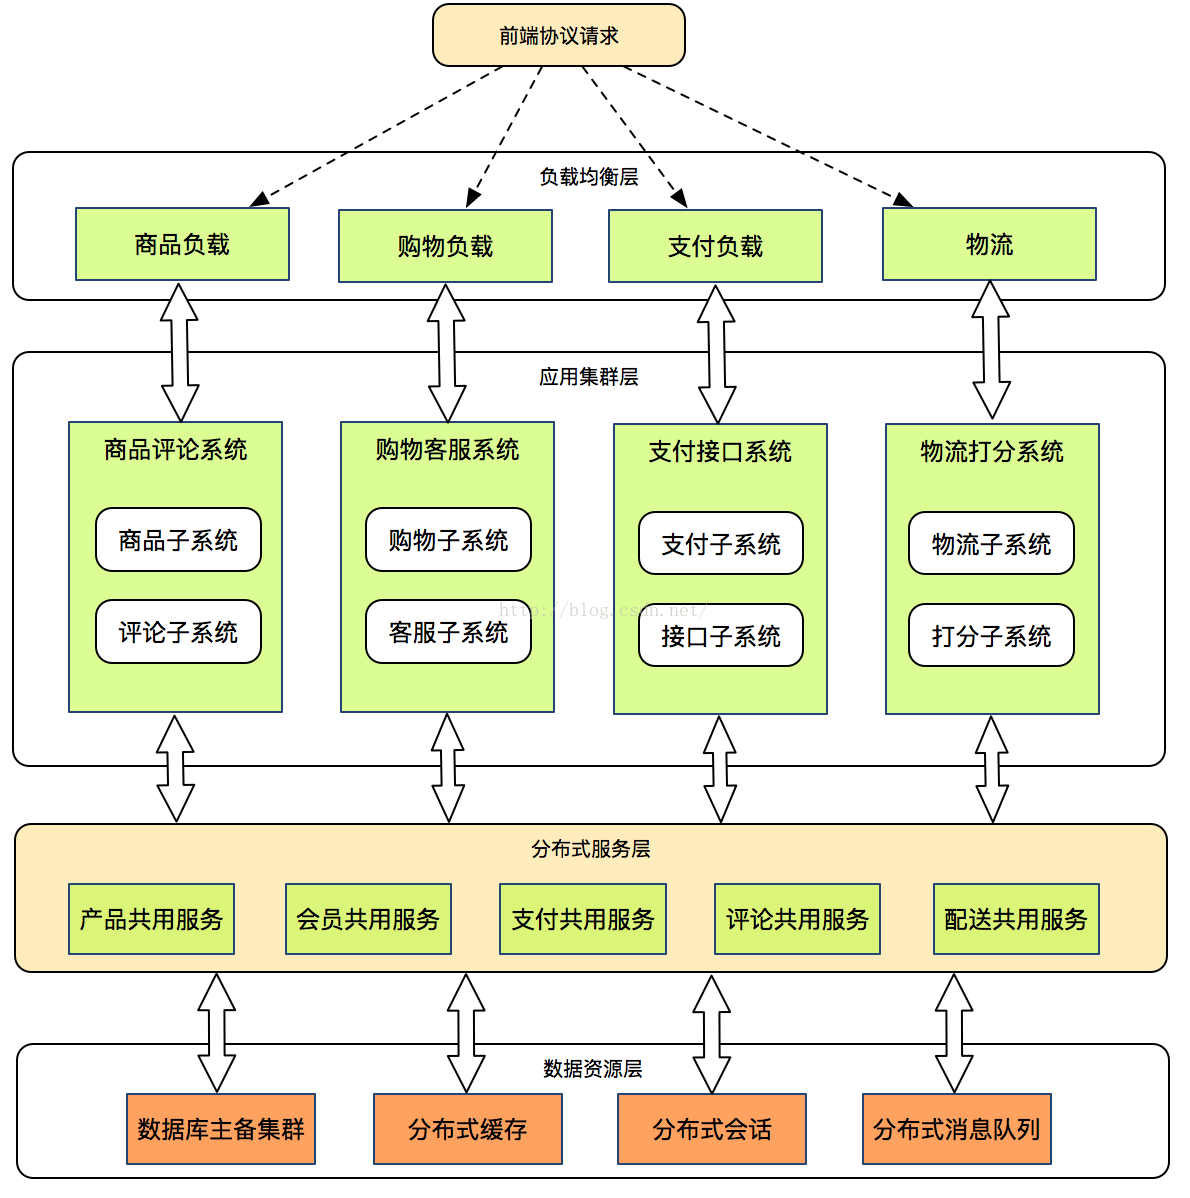 前端协议请求
负载均衡层
商品负载
购物负载
支付负载
物流
应用集群层
商品评论系统
购物客服系统
支付接口系统
物流打分系统
商品子系统
购物子系统
支付子系统
物流子系统
评论子系统
客服子系统
接口子系统
打分子系统
http://blog.csdn.net/
分布式服务层
产品共用服务
会员共用服务
支付共用服务
评论共用服务
配送共用服务
数据资源层
数据库主备集群
分布式缓存
分布式会话
分布式消息队列